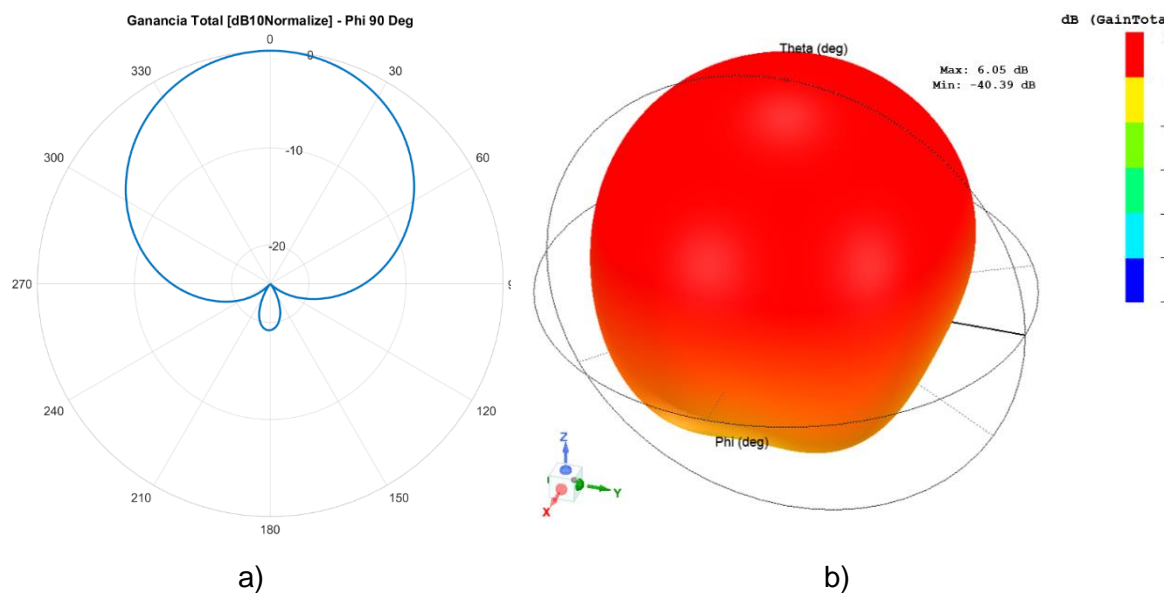 Ganancia Total [dB10Normalize] - Phi 90 Deg
0
0
330
30
-10
300
60
-20
270
240
120
210
150
180
a)
dB (GainTota
Theta (deg)
Max: 6.05 dB
Min: -40.39 dB
Phi (deg)
Z
Y
X
b)